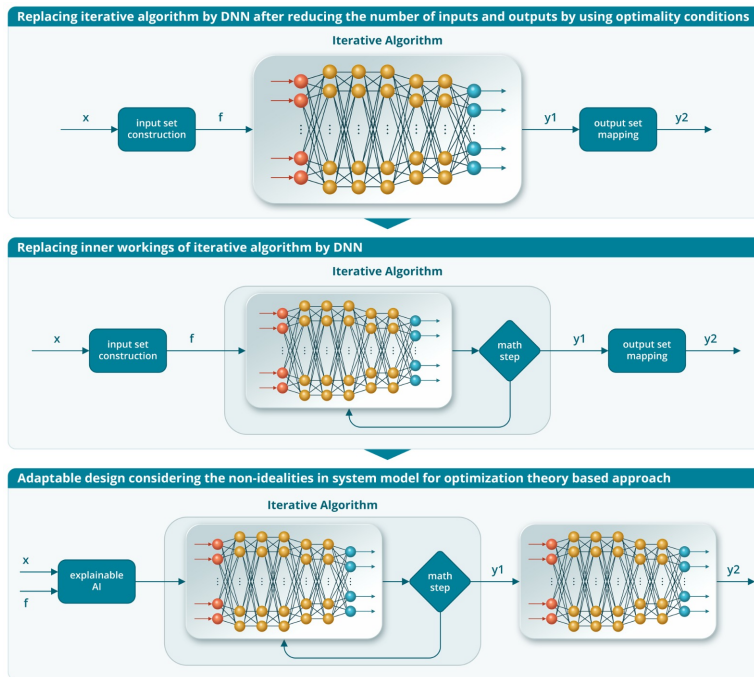 Replacing iterative algorithm by DNN after reducing the number of inputs and outputs by using optimality conditions
Iterative Algorithm
x
input set
construction
f
y1
output set
mapping
y2
Replacing inner workings of iterative algorithm by DNN
Iterative Algorithm
x
input set
construction
f
math
step
y1
output set
mapping
y2
Adaptable design considering the non-idealities in system model for optimization theory based approach
Iterative Algorithm
x
f
explainable
AI
math
step
y1
y2